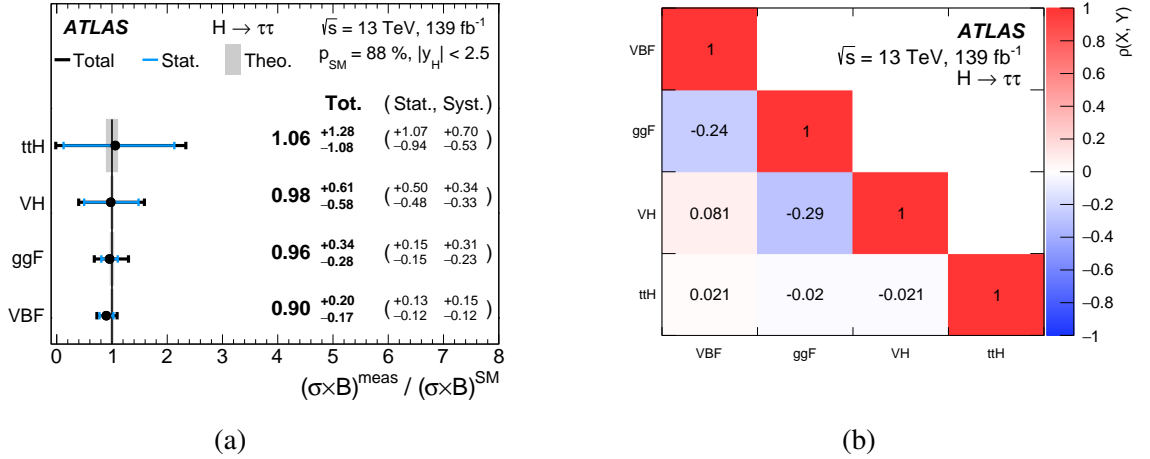 ATLAS H → ττ √s = 13 TeV, 139 fb⁻¹
Total Stat. Theo. p_SM = 88 %, |y_H| < 2.5
Tot. ( Stat., Syst. )
ttH 1.06 +1.28 −1.08 ( +1.07 −0.94 +0.70 −0.53 )
VH 0.98 +0.61 −0.58 ( +0.50 −0.48 +0.34 −0.33 )
ggF 0.96 +0.34 −0.28 ( +0.15 −0.15 +0.31 −0.23 )
VBF 0.90 +0.20 −0.17 ( +0.13 −0.12 +0.15 −0.12 )
0 1 2 3 4 5 6 7 8
(σ×B)^meas / (σ×B)^SM
(a)
ATLAS
√s = 13 TeV, 139 fb⁻¹
H → ττ
VBF 1
ggF -0.24 1
VH 0.081 -0.29 1
ttH 0.021 -0.02 -0.021 1
VBF ggF VH ttH
1
0.8
0.6
0.4
0.2
0
−0.2
−0.4
−0.6
−0.8
−1
ρ(X, Y)
(b)